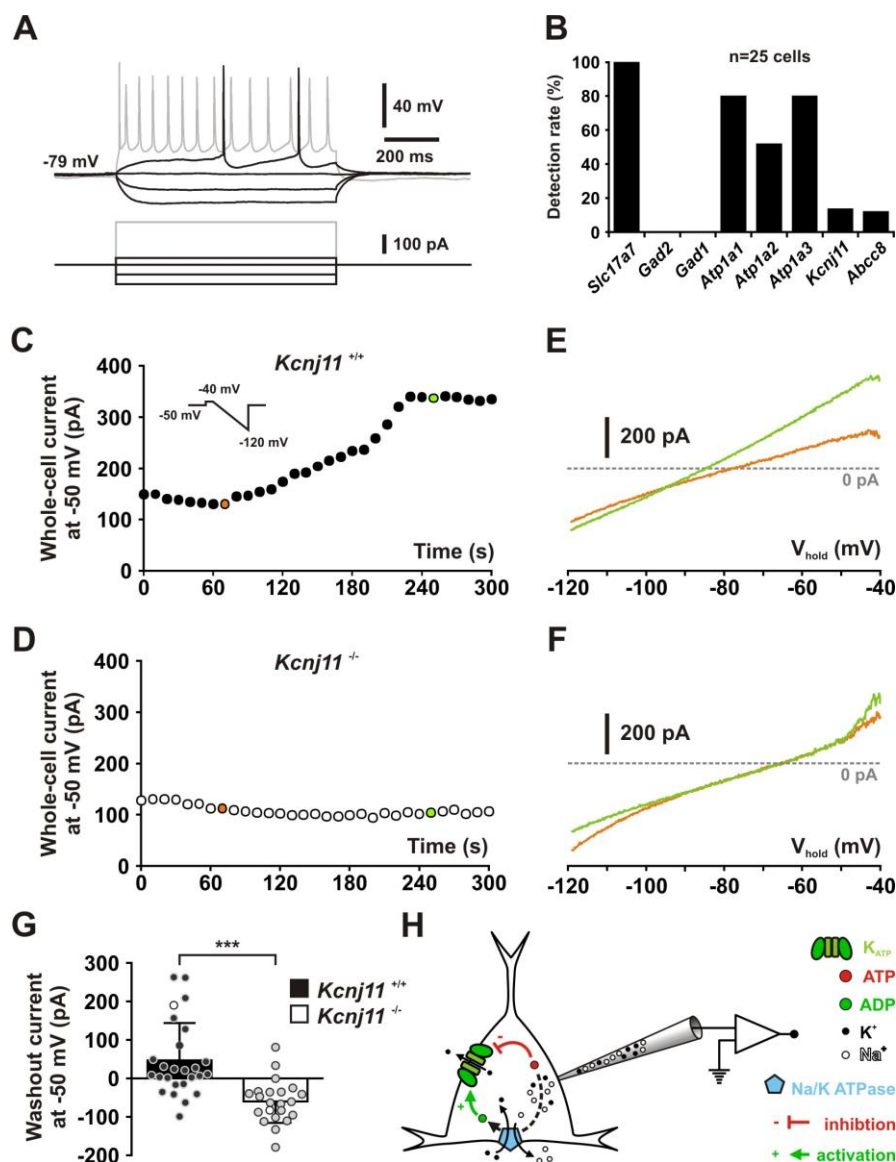 A
40 mV
200 ms
-79 mV
100 pA
B
n=25 cells
Detection rate (%)
100
80
60
40
20
0
Slc17a7
Gad2
Gad1
Atp1a1
Atp1a2
Atp1a3
Kcnj11
Abcc8
C
Kcnj11 +/+
Whole-cell current
at -50 mV (pA)
400
300
200
100
0
-40 mV
-50 mV
-120 mV
Time (s)
0 60 120 180 240 300
E
200 pA
0 pA
Vhold (mV)
-120 -100 -80 -60 -40
D
Kcnj11 -/-
Whole-cell current
at -50 mV (pA)
400
300
200
100
0
Time (s)
0 60 120 180 240 300
F
200 pA
0 pA
Vhold (mV)
-120 -100 -80 -60 -40
G
Washout current
at -50 mV (pA)
300
200
100
0
-100
-200
***
Kcnj11 +/+
Kcnj11 -/-
H
-
+
KATP
ATP
ADP
K+
Na+
Na/K ATPase
- inhibtion
+ activation